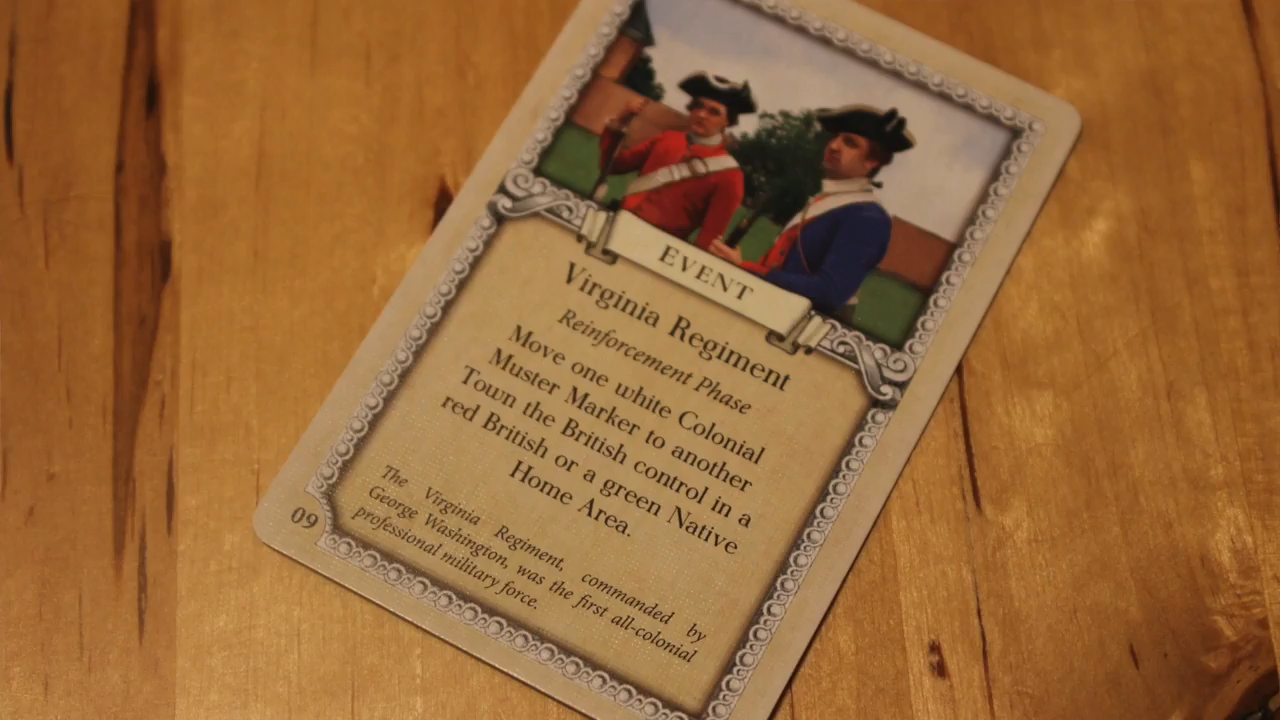 EVENT
Virginia Regiment
Reinforcement Phase
Move one white Colonial
Muster Marker to another
Town the British control in a
red British or a green Native
Home Area.
The Virginia Regiment, commanded by
George Washington, was the first all-colonial
professional military force.
09